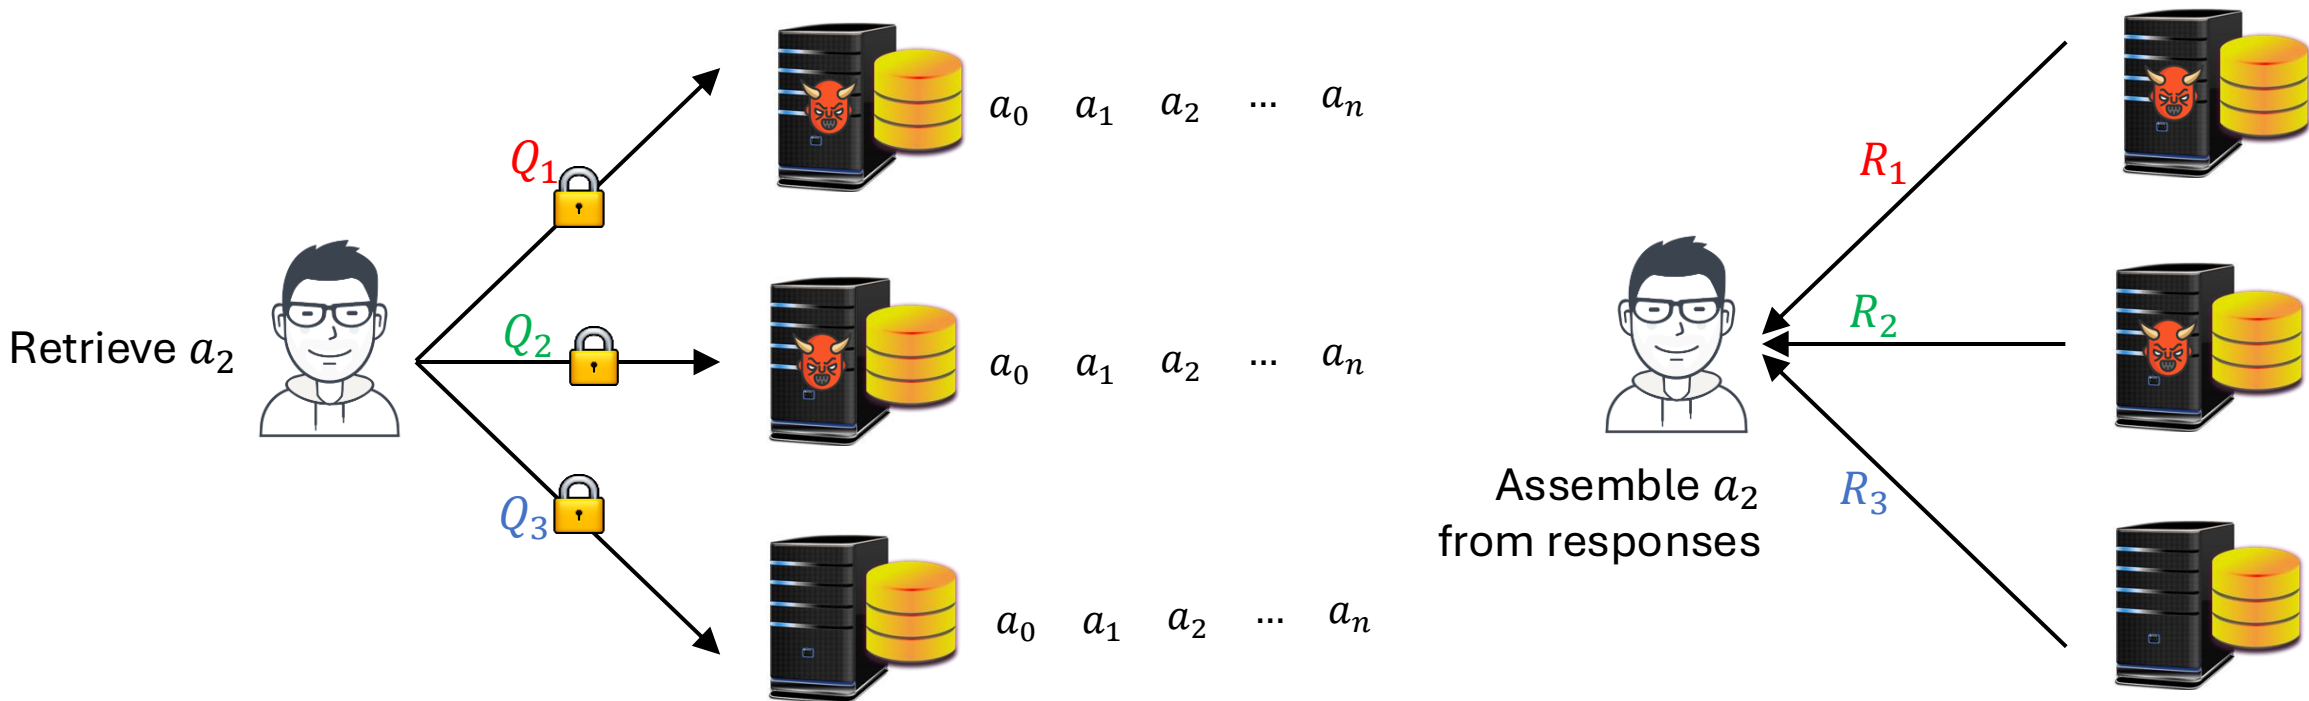 Q₁
a₀ a₁ a₂ ... aₙ
Retrieve a₂
Q₂
a₀ a₁ a₂ ... aₙ
Q₃
a₀ a₁ a₂ ... aₙ
R₁
R₂
R₃
Assemble a₂
from responses